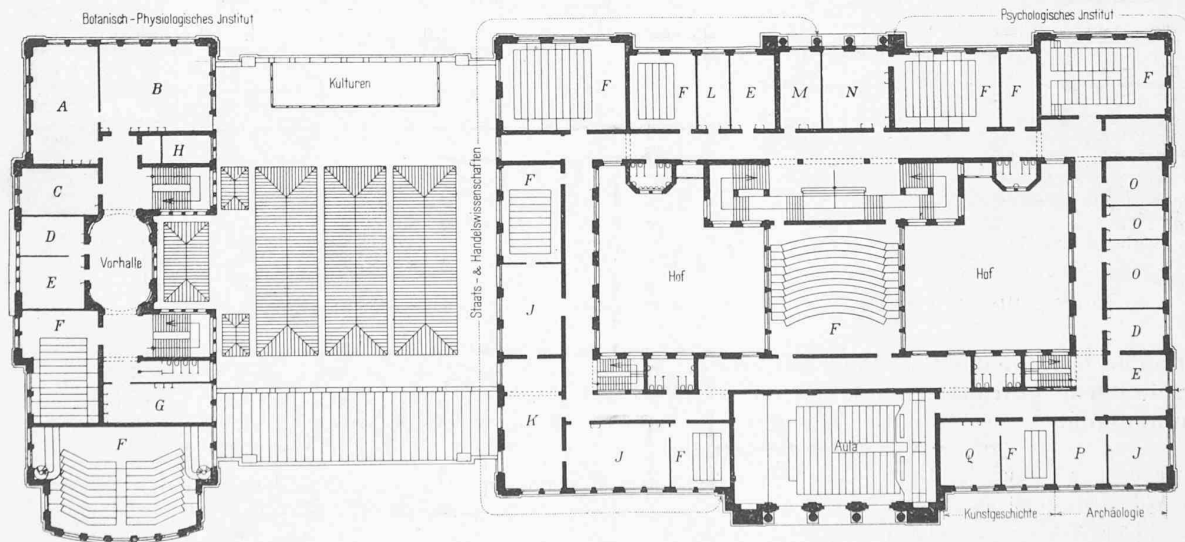 Botanisch-Physiologisches Jnstitut
Psychologisches Jnstitut
Kulturen
A
B
H
C
D
E
Vorhalle
F
G
F
Staats- & Handelswissenschaften
F
F
L
E
M
N
F
F
F
F
J
K
J
F
Hof
F
Hof
O
O
O
D
E
Aula
Q
F
P
J
Kunstgeschichte
Archäologie